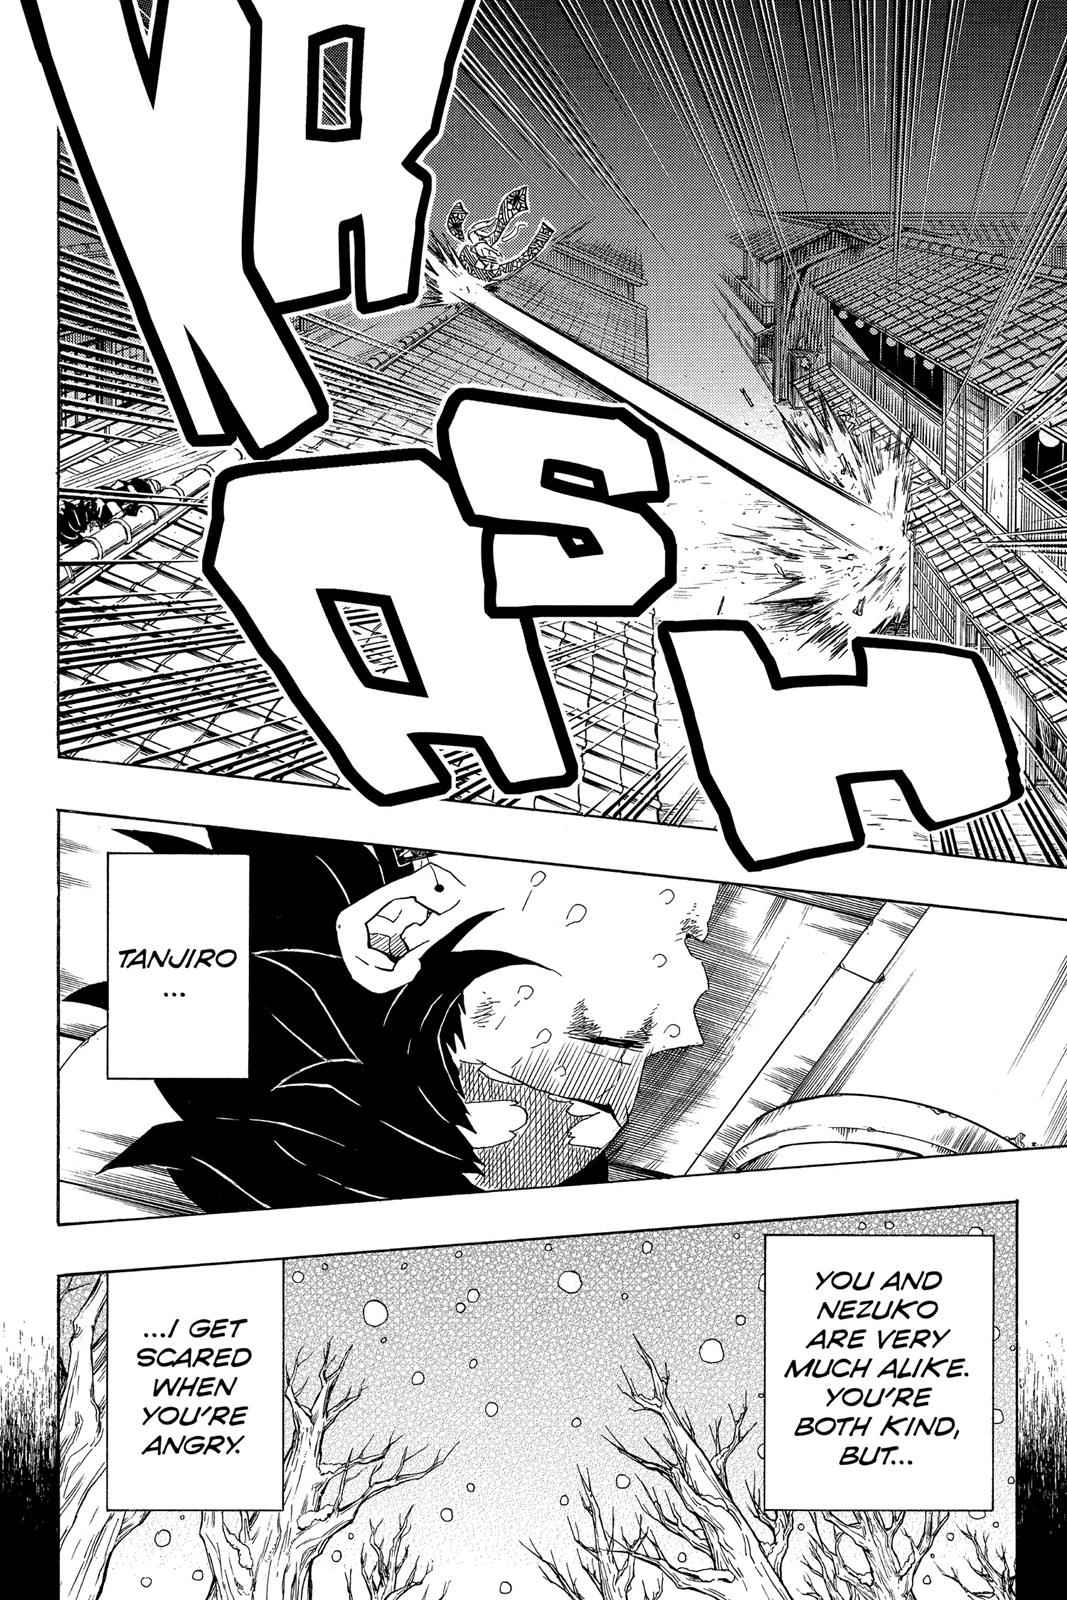 KRASH
TANJIRO
...
YOU AND
NEZUKO
ARE VERY
MUCH ALIKE.
YOU'RE
BOTH KIND,
BUT...
...I GET
SCARED
WHEN
YOU'RE
ANGRY.